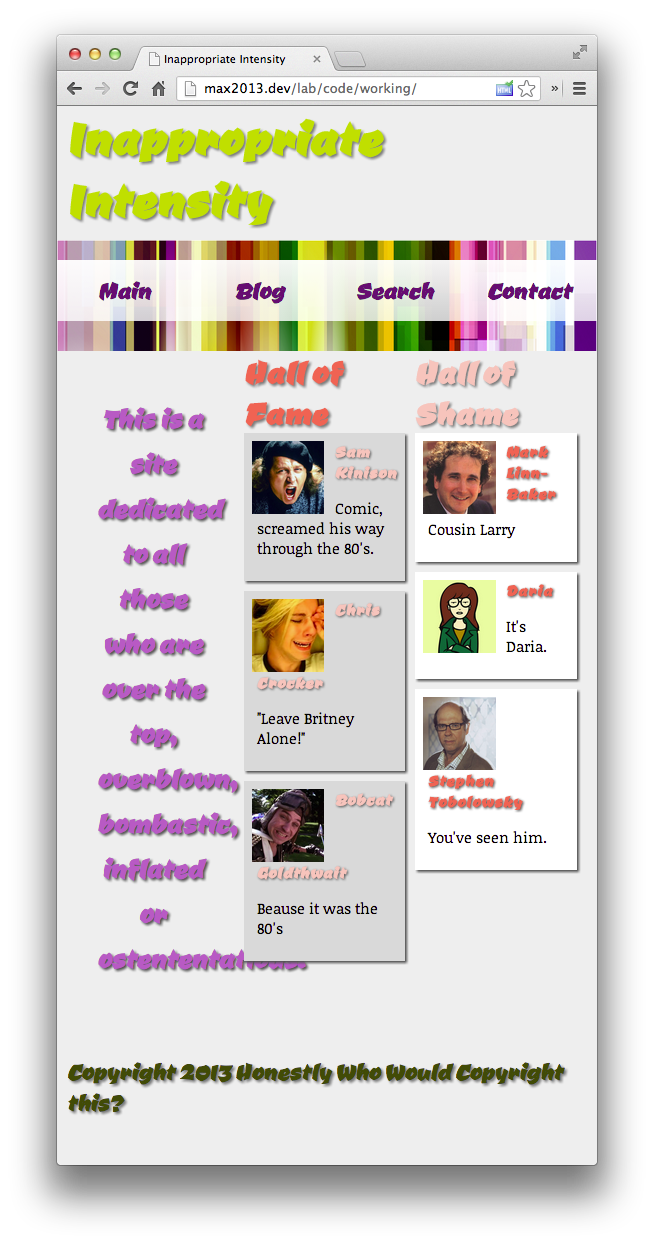 Inappropriate Intensity
max2013.dev/lab/code/working/
Inappropriate
Intensity
Main Blog Search Contact
This is a
site
dedicated
to all
those
who are
over the
top,
overblown,
bombastic,
inflated
or
Hall of
Fame
Sam
Kinison
Comic,
screamed his way
through the 80's.
Chris
Crocker
"Leave Britney
Alone!"
Bobcat
Goldthwait
Beause it was the
80's
Hall of
Shame
Mark
Linn-
Baker
Cousin Larry
Daria
It's
Daria.
Stephen
Tobolowsky
You've seen him.
Copyright 2013 Honestly Who Would Copyright
this?